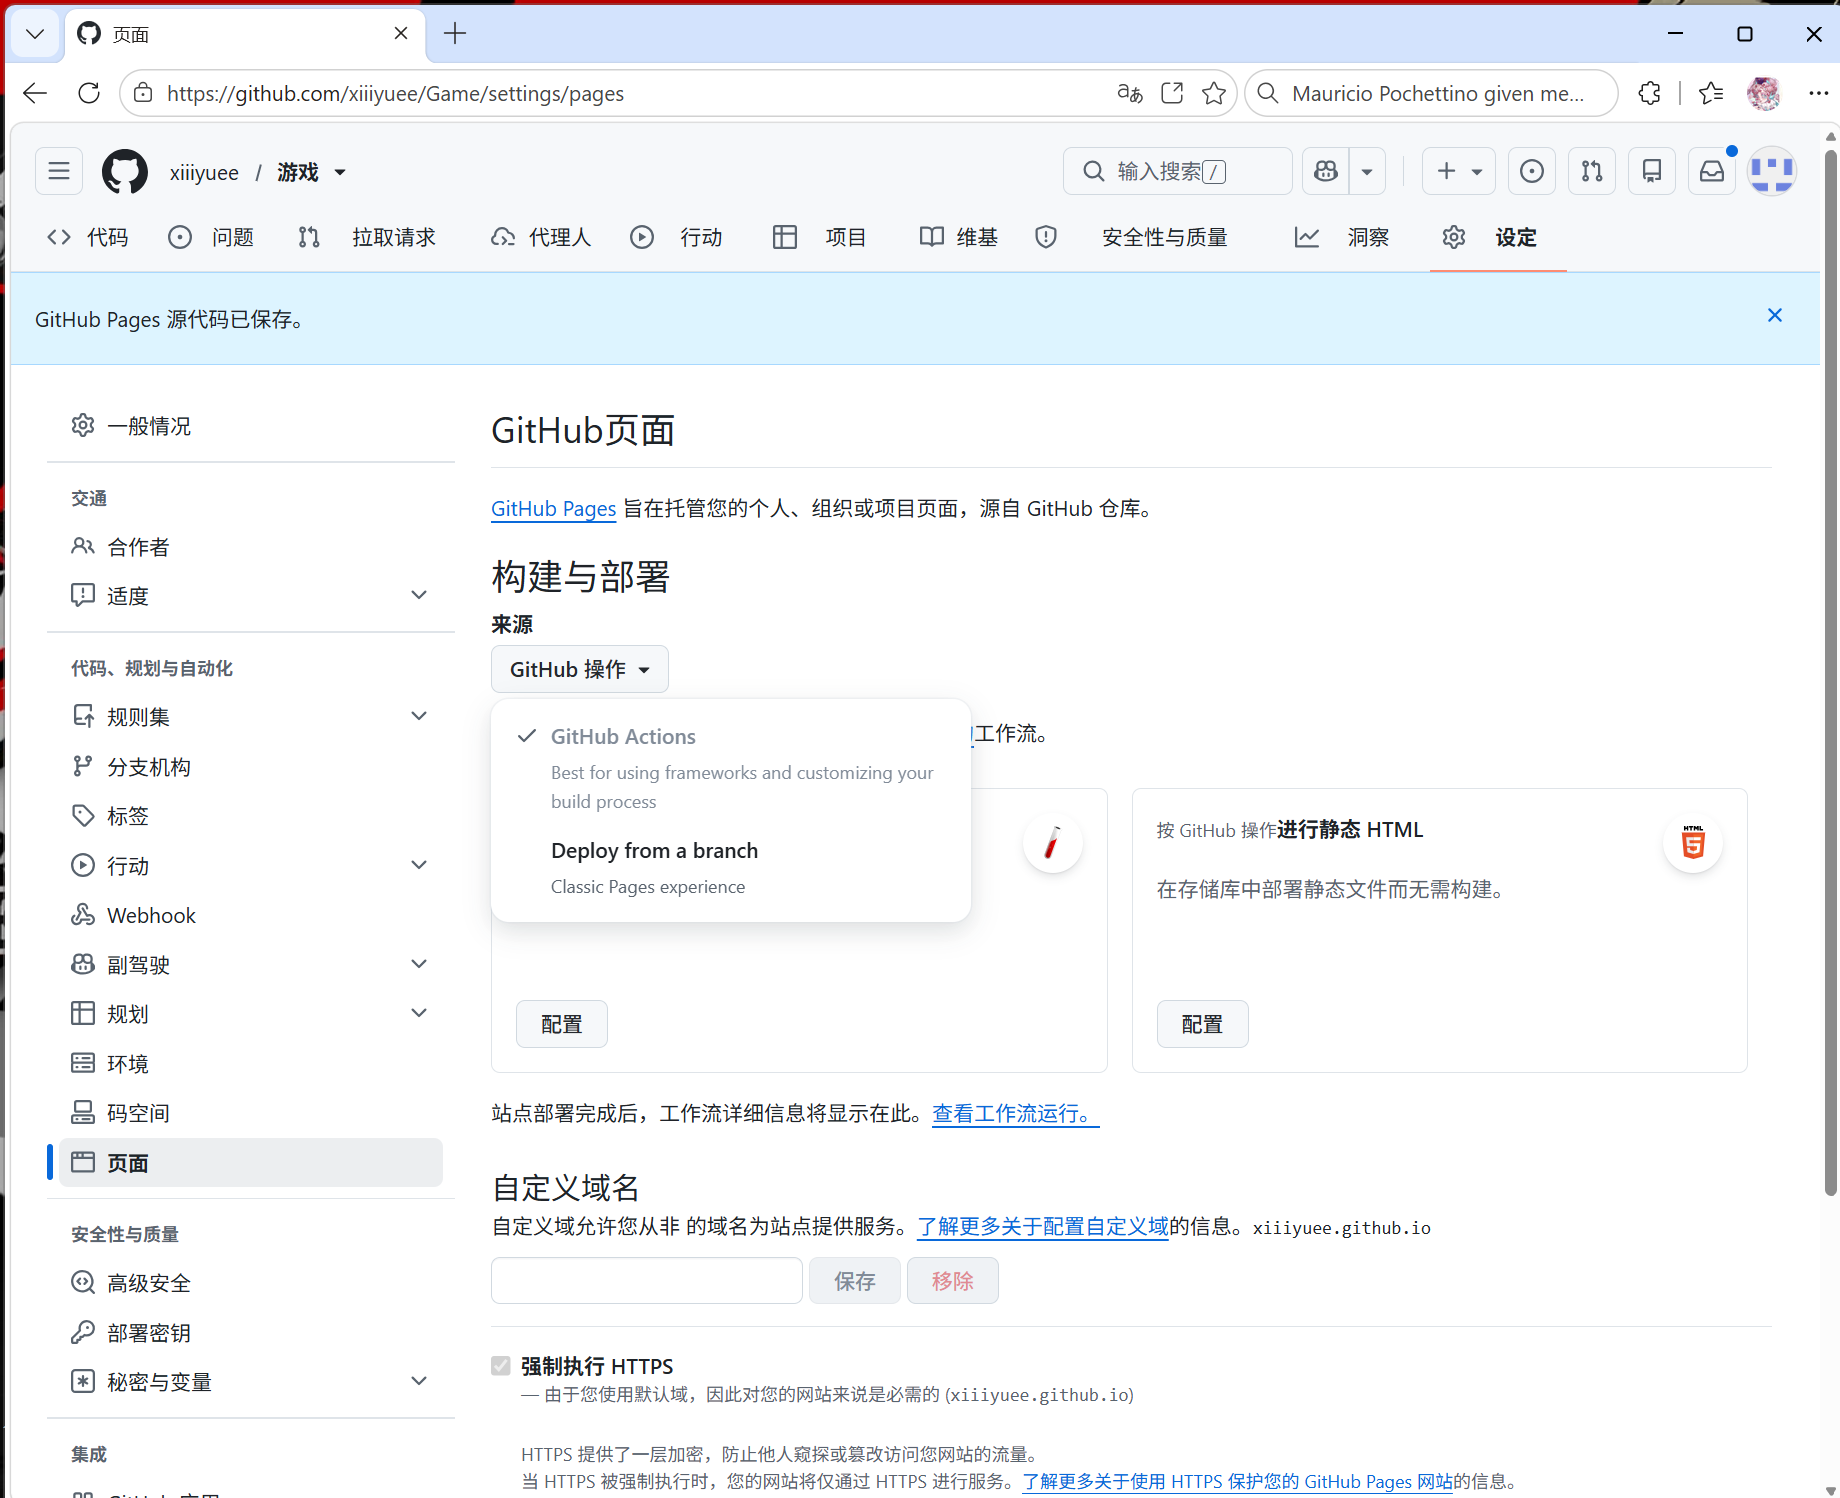 页面
https://github.com/xiiiyuee/Game/settings/pages
Mauricio Pochettino given me...
xiiiyuee / 游戏
输入搜索 /
代码 问题 拉取请求 代理人 行动 项目 维基 安全性与质量 洞察 设定
GitHub Pages 源代码已保存。
一般情况
交通
合作者
适度
代码、规划与自动化
规则集
分支机构
标签
行动
Webhook
副驾驶
规划
环境
码空间
页面
安全性与质量
高级安全
部署密钥
秘密与变量
集成
GitHub页面
GitHub Pages 旨在托管您的个人、组织或项目页面，源自 GitHub 仓库。
构建与部署
来源
GitHub 操作
工作流。
GitHub Actions
Best for using frameworks and customizing your
build process
Deploy from a branch
Classic Pages experience
配置
按 GitHub 操作进行静态 HTML
HTML
5
在存储库中部署静态文件而无需构建。
配置
站点部署完成后，工作流详细信息将显示在此。查看工作流运行。
自定义域名
自定义域允许您从非 的域名为站点提供服务。了解更多关于配置自定义域的信息。xiiiyuee.github.io
保存 移除
强制执行 HTTPS
— 由于您使用默认域，因此对您的网站来说是必需的 (xiiiyuee.github.io)
HTTPS 提供了一层加密，防止他人窥探或篡改访问您网站的流量。
当 HTTPS 被强制执行时，您的网站将仅通过 HTTPS 进行服务。了解更多关于使用 HTTPS 保护您的 GitHub Pages 网站的信息。